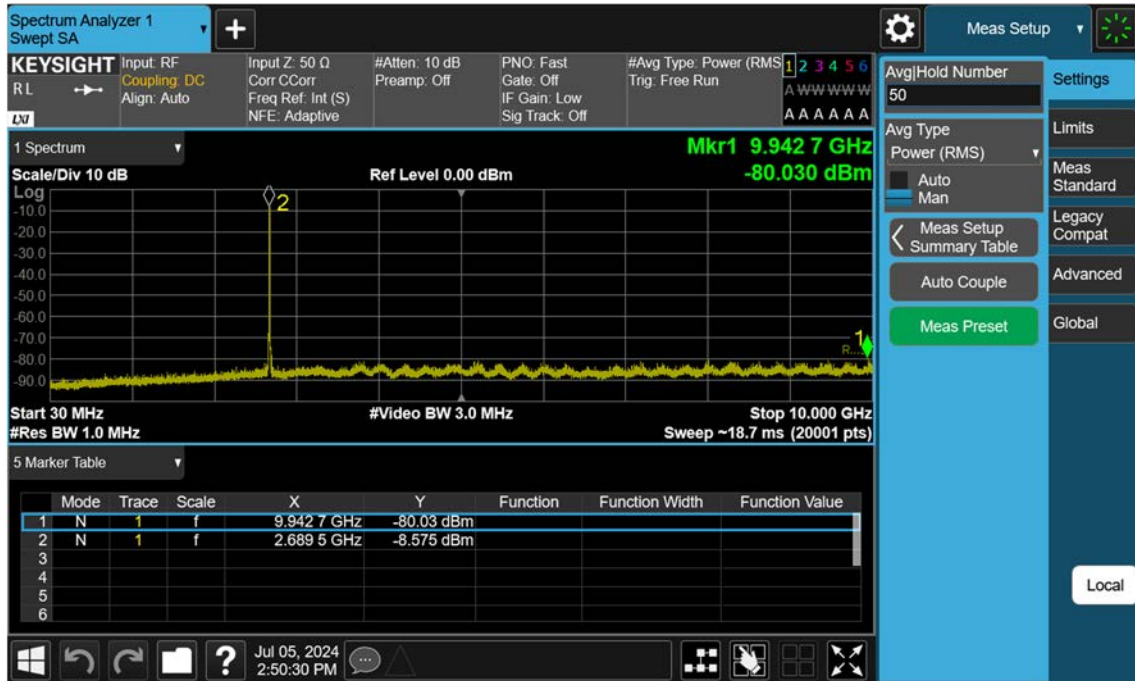 Spectrum Analyzer 1
Swept SA
+
Meas Setup
KEYSIGHT
RL
LXI
Input: RF
Coupling: DC
Align: Auto
Input Z: 50 Ω
Corr CCorr
Freq Ref: Int (S)
NFE: Adaptive
#Atten: 10 dB
Preamp: Off
PNO: Fast
Gate: Off
IF Gain: Low
Sig Track: Off
#Avg Type: Power (RMS
Trig: Free Run
1 2 3 4 5 6
A W W W W W
A A A A A A
1 Spectrum
Mkr1 9.942 7 GHz
-80.030 dBm
Scale/Div 10 dB
Ref Level 0.00 dBm
Log
-10.0
-20.0
-30.0
-40.0
-50.0
-60.0
-70.0
-80.0
-90.0
2
1
R...
Start 30 MHz
#Video BW 3.0 MHz
Stop 10.000 GHz
#Res BW 1.0 MHz
Sweep ~18.7 ms (20001 pts)
5 Marker Table
Mode Trace Scale X Y Function Function Width Function Value
1 N 1 f 9.942 7 GHz -80.03 dBm
2 N 1 f 2.689 5 GHz -8.575 dBm
3
4
5
6
Avg|Hold Number
50
Avg Type
Power (RMS)
Auto
Man
Meas Setup
Summary Table
Auto Couple
Meas Preset
Settings
Limits
Meas
Standard
Legacy
Compat
Advanced
Global
Local
?
Jul 05, 2024
2:50:30 PM